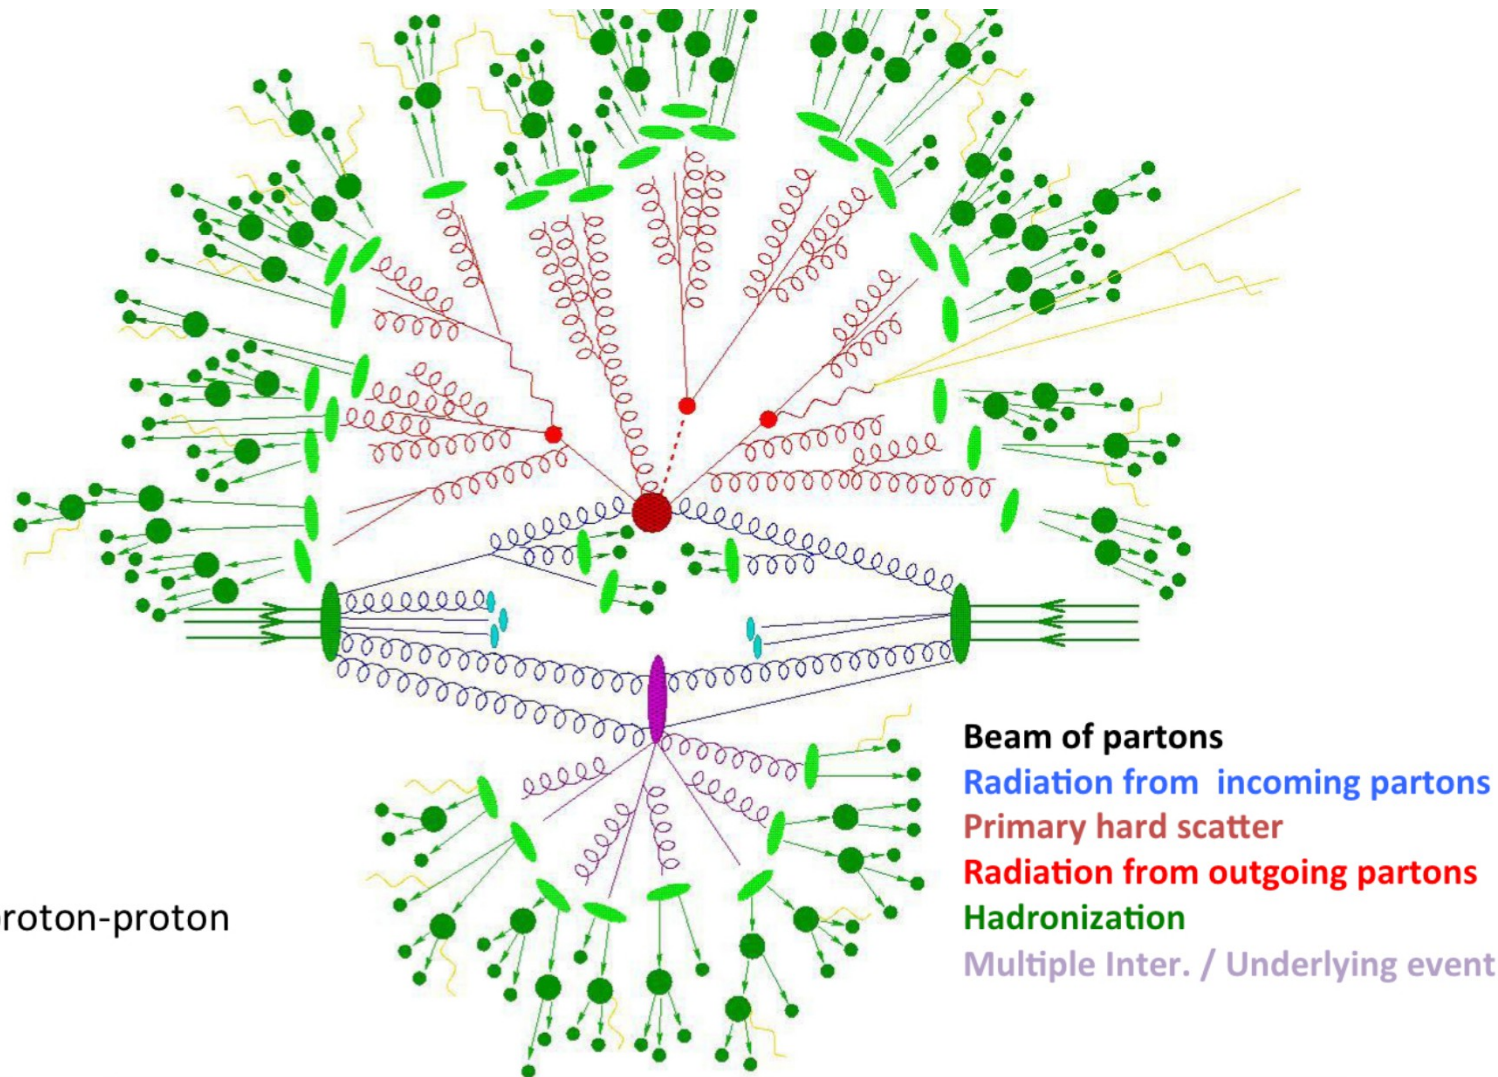 Beam of partons
Radiation from incoming partons
Primary hard scatter
Radiation from outgoing partons
Hadronization
Multiple Inter. / Underlying event
roton-proton